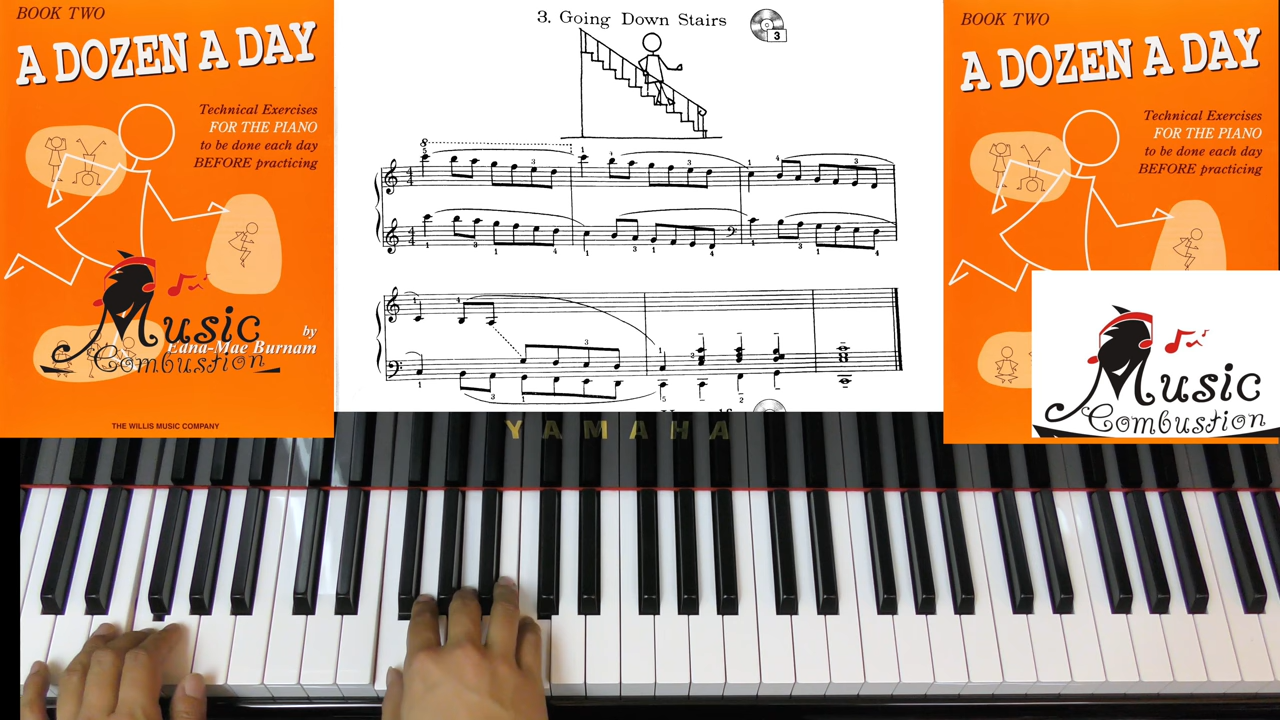 BOOK TWO
A DOZEN A DAY
Technical Exercises
FOR THE PIANO
to be done each day
BEFORE practicing
Music
Combustion
by
Edna-Mae Burnam
THE WILLIS MUSIC COMPANY
3. Going Down Stairs
3
YAMAHA
BOOK TWO
A DOZEN A DAY
Technical Exercises
FOR THE PIANO
to be done each day
BEFORE practicing
Music
Combustion